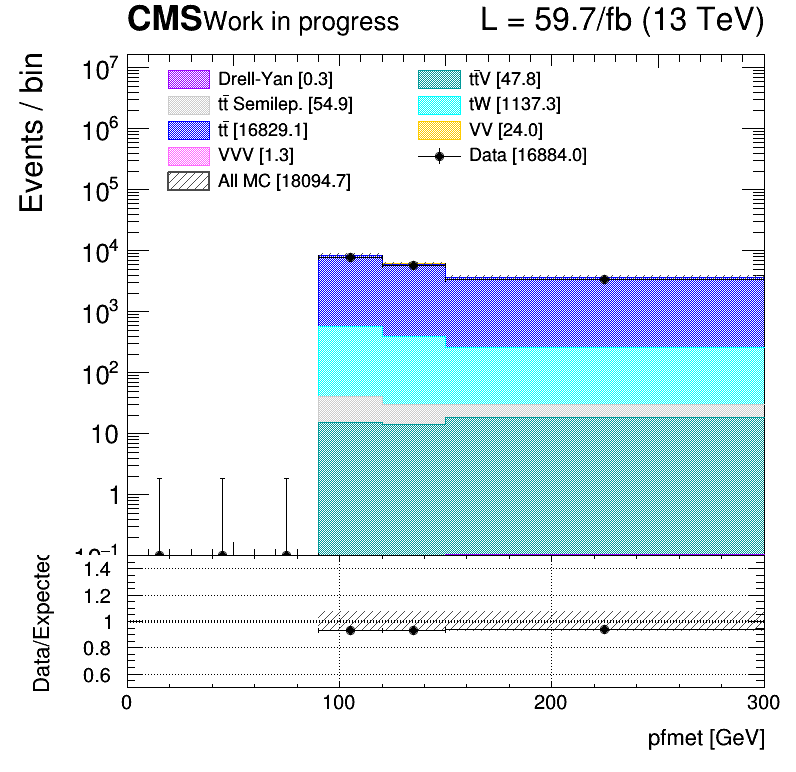 CMS Work in progress L = 59.7/fb (13 TeV)
Events / bin
10⁷
10⁶
10⁵
10⁴
10³
10²
10
1
10⁻¹
Drell-Yan [0.3]
tt̄ Semilep. [54.9]
tt̄ [16829.1]
VVV [1.3]
All MC [18094.7]
tt̄V [47.8]
tW [1137.3]
VV [24.0]
Data [16884.0]
Data/Expected
1.4
1.2
1
0.8
0.6
0 100 200 300
pfmet [GeV]